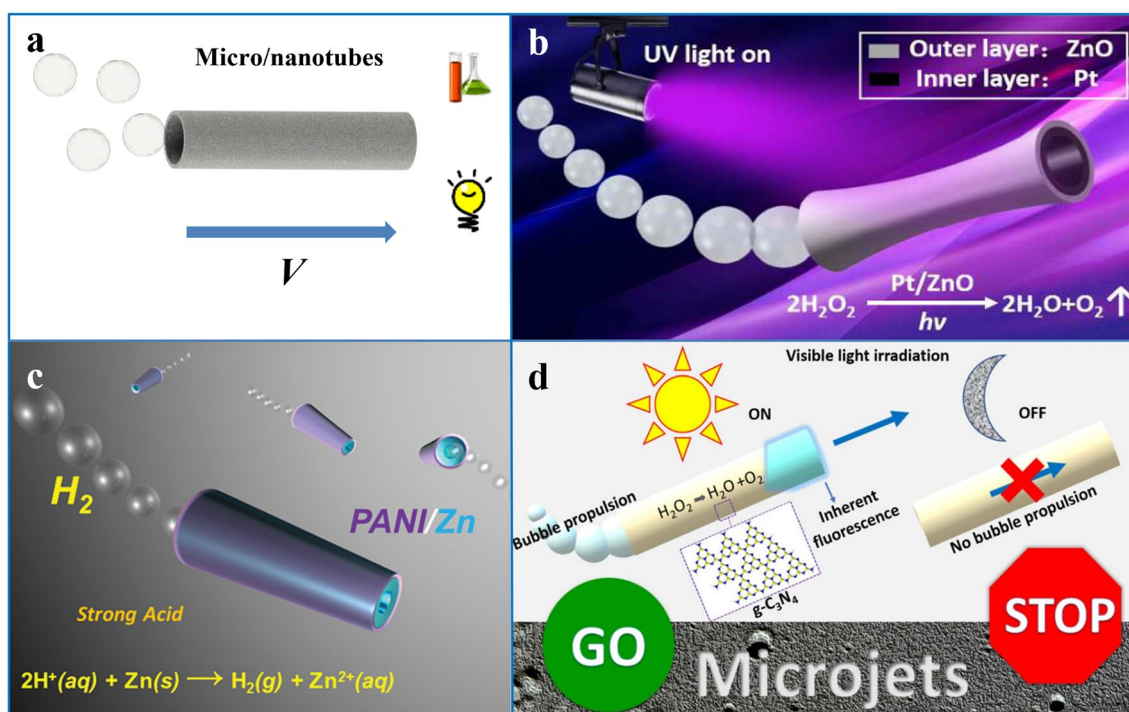 a
Micro/nanotubes
V
b
UV light on
Outer layer: ZnO
Inner layer: Pt
Pt/ZnO
2H₂O₂ → 2H₂O+O₂ ↑
hv
c
H₂
PANI/Zn
Strong Acid
2H⁺(aq) + Zn(s) → H₂(g) + Zn²⁺(aq)
d
Visible light irradiation
ON
OFF
Bubble propulsion
H₂O₂ → H₂O+O₂
Inherent
fluorescence
g-C₃N₄
No bubble propulsion
GO
STOP
Microjets